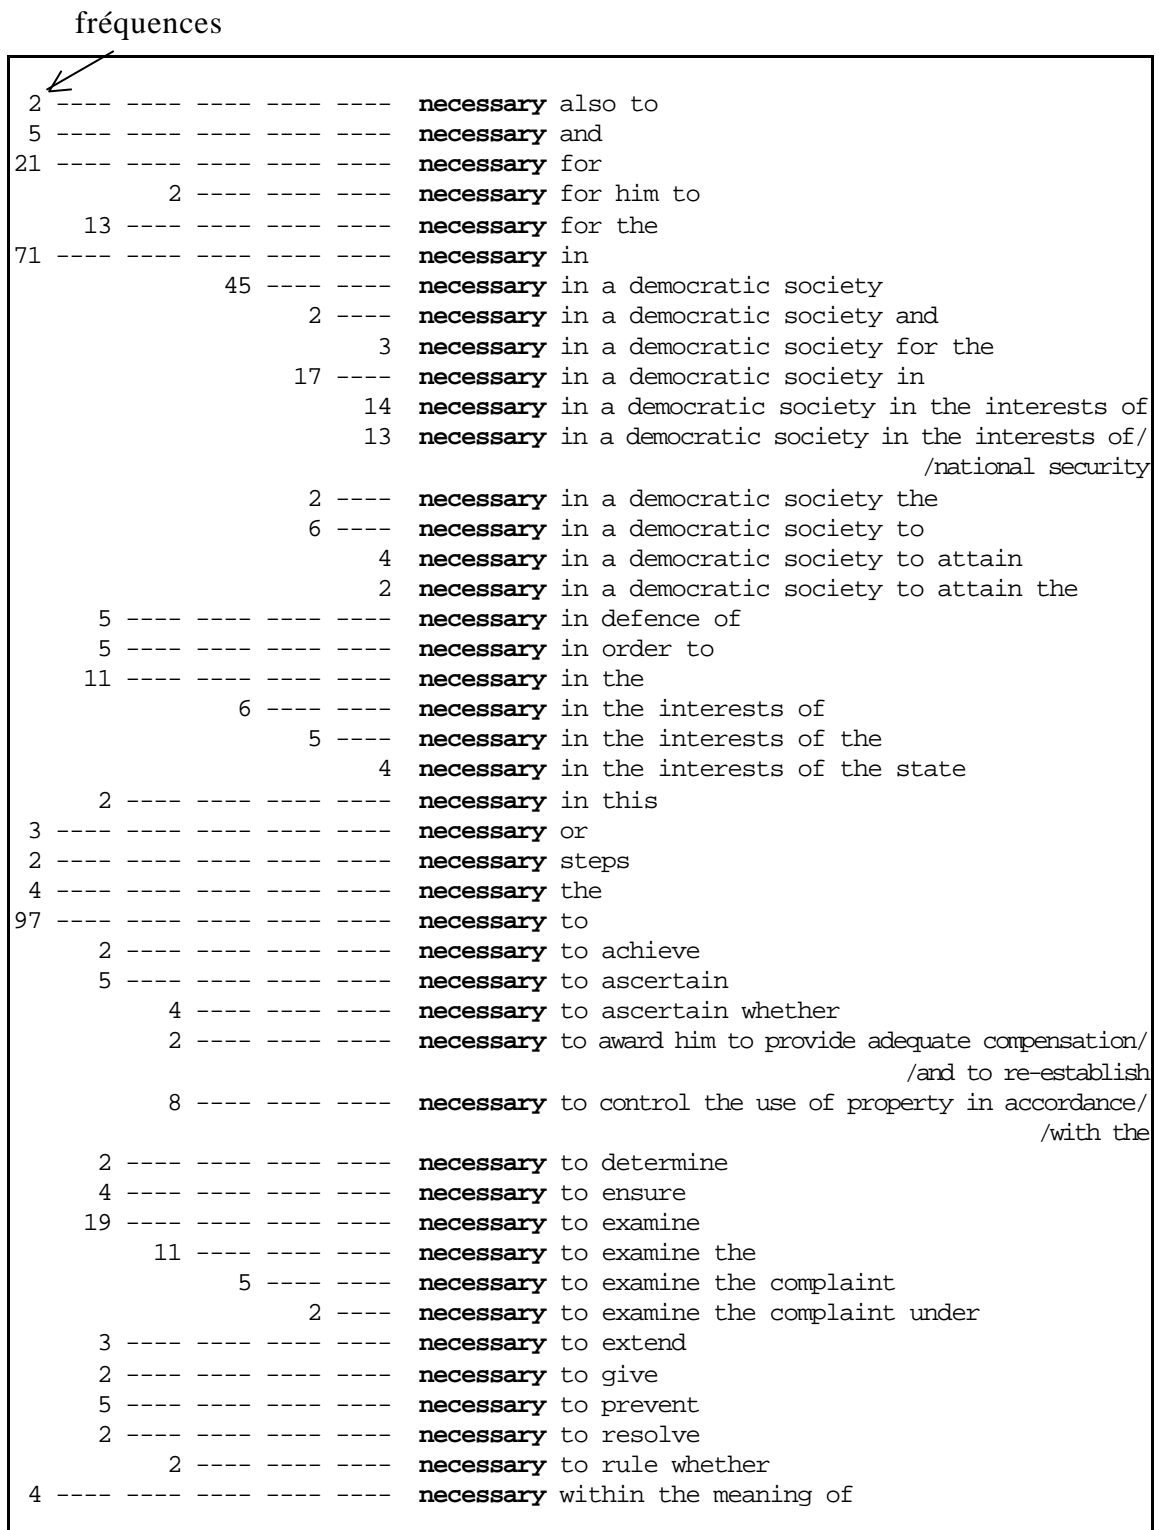 fréquences
2 ---- ---- ---- ---- ---- necessary also to
5 ---- ---- ---- ---- ---- necessary and
21 ---- ---- ---- ---- ---- necessary for
2 ---- ---- ---- necessary for him to
13 ---- ---- ---- ---- necessary for the
71 ---- ---- ---- ---- ---- necessary in
45 ---- ---- necessary in a democratic society
2 ---- necessary in a democratic society and
3 necessary in a democratic society for the
17 ---- necessary in a democratic society in
14 necessary in a democratic society in the interests of
13 necessary in a democratic society in the interests of/
/national security
2 ---- necessary in a democratic society the
6 ---- necessary in a democratic society to
4 necessary in a democratic society to attain
2 necessary in a democratic society to attain the
5 ---- ---- ---- ---- necessary in defence of
5 ---- ---- ---- ---- necessary in order to
11 ---- ---- ---- ---- necessary in the
6 ---- ---- necessary in the interests of
5 ---- necessary in the interests of the
4 necessary in the interests of the state
2 ---- ---- ---- ---- necessary in this
3 ---- ---- ---- ---- ---- necessary or
2 ---- ---- ---- ---- ---- necessary steps
4 ---- ---- ---- ---- ---- necessary the
97 ---- ---- ---- ---- ---- necessary to
2 ---- ---- ---- ---- necessary to achieve
5 ---- ---- ---- ---- necessary to ascertain
4 ---- ---- ---- necessary to ascertain whether
2 ---- ---- ---- necessary to award him to provide adequate compensation/
/and to re-establish
8 ---- ---- ---- necessary to control the use of property in accordance/
/with the
2 ---- ---- ---- ---- necessary to determine
4 ---- ---- ---- ---- necessary to ensure
19 ---- ---- ---- ---- necessary to examine
11 ---- ---- ---- necessary to examine the
5 ---- ---- necessary to examine the complaint
2 ---- necessary to examine the complaint under
3 ---- ---- ---- ---- necessary to extend
2 ---- ---- ---- ---- necessary to give
5 ---- ---- ---- ---- necessary to prevent
2 ---- ---- ---- ---- necessary to resolve
2 ---- ---- ---- necessary to rule whether
4 ---- ---- ---- ---- ---- necessary within the meaning of